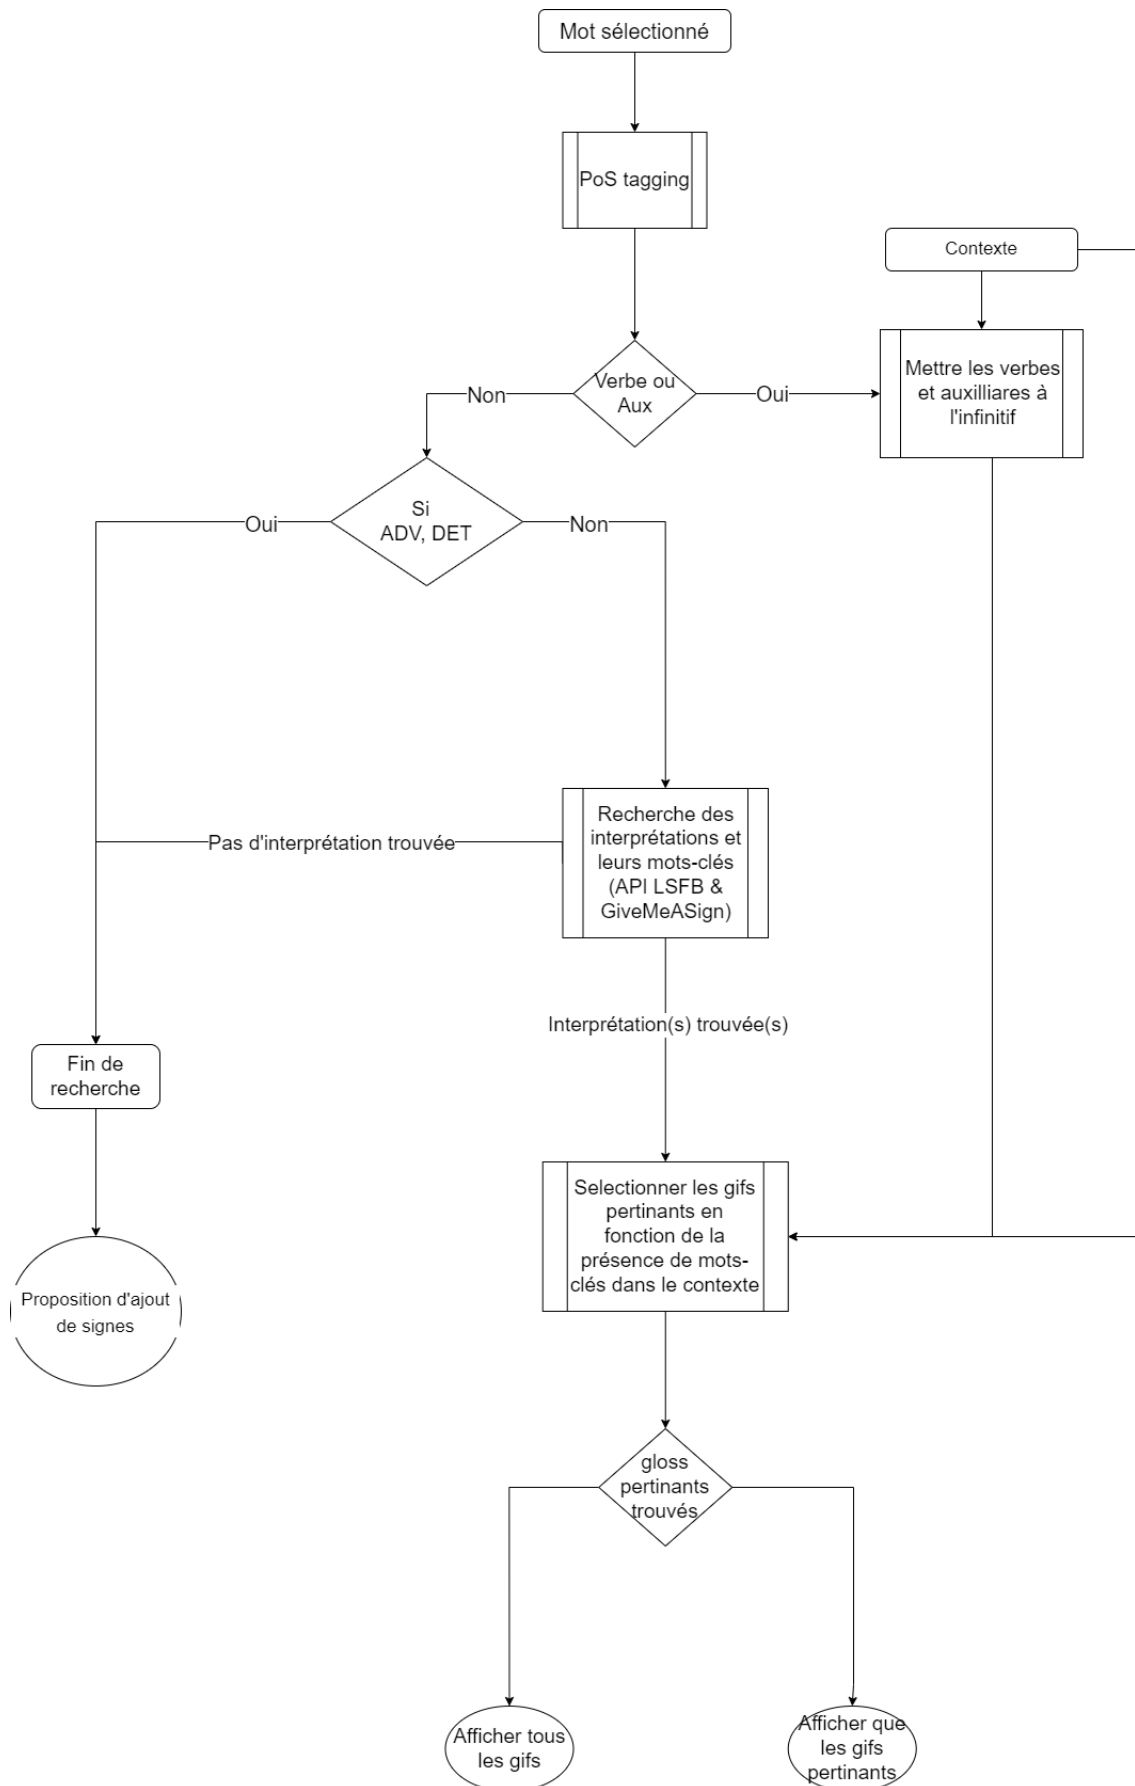 Mot sélectionné
PoS tagging
Contexte
Verbe ou
Aux
Non
Oui
Mettre les verbes
et auxilliares à
l'infinitif
Si
ADV, DET
Oui
Non
Recherche des
interprétations et
leurs mots-clés
(API LSFB &
GiveMeASign)
Pas d'interprétation trouvée
Interprétation(s) trouvée(s)
Fin de
recherche
Selectionner les gifs
pertinants en
fonction de la
présence de mots-
clés dans le contexte
Proposition d'ajout
de signes
gloss
pertinants
trouvés
Afficher tous
les gifs
Afficher que
les gifs
pertinants